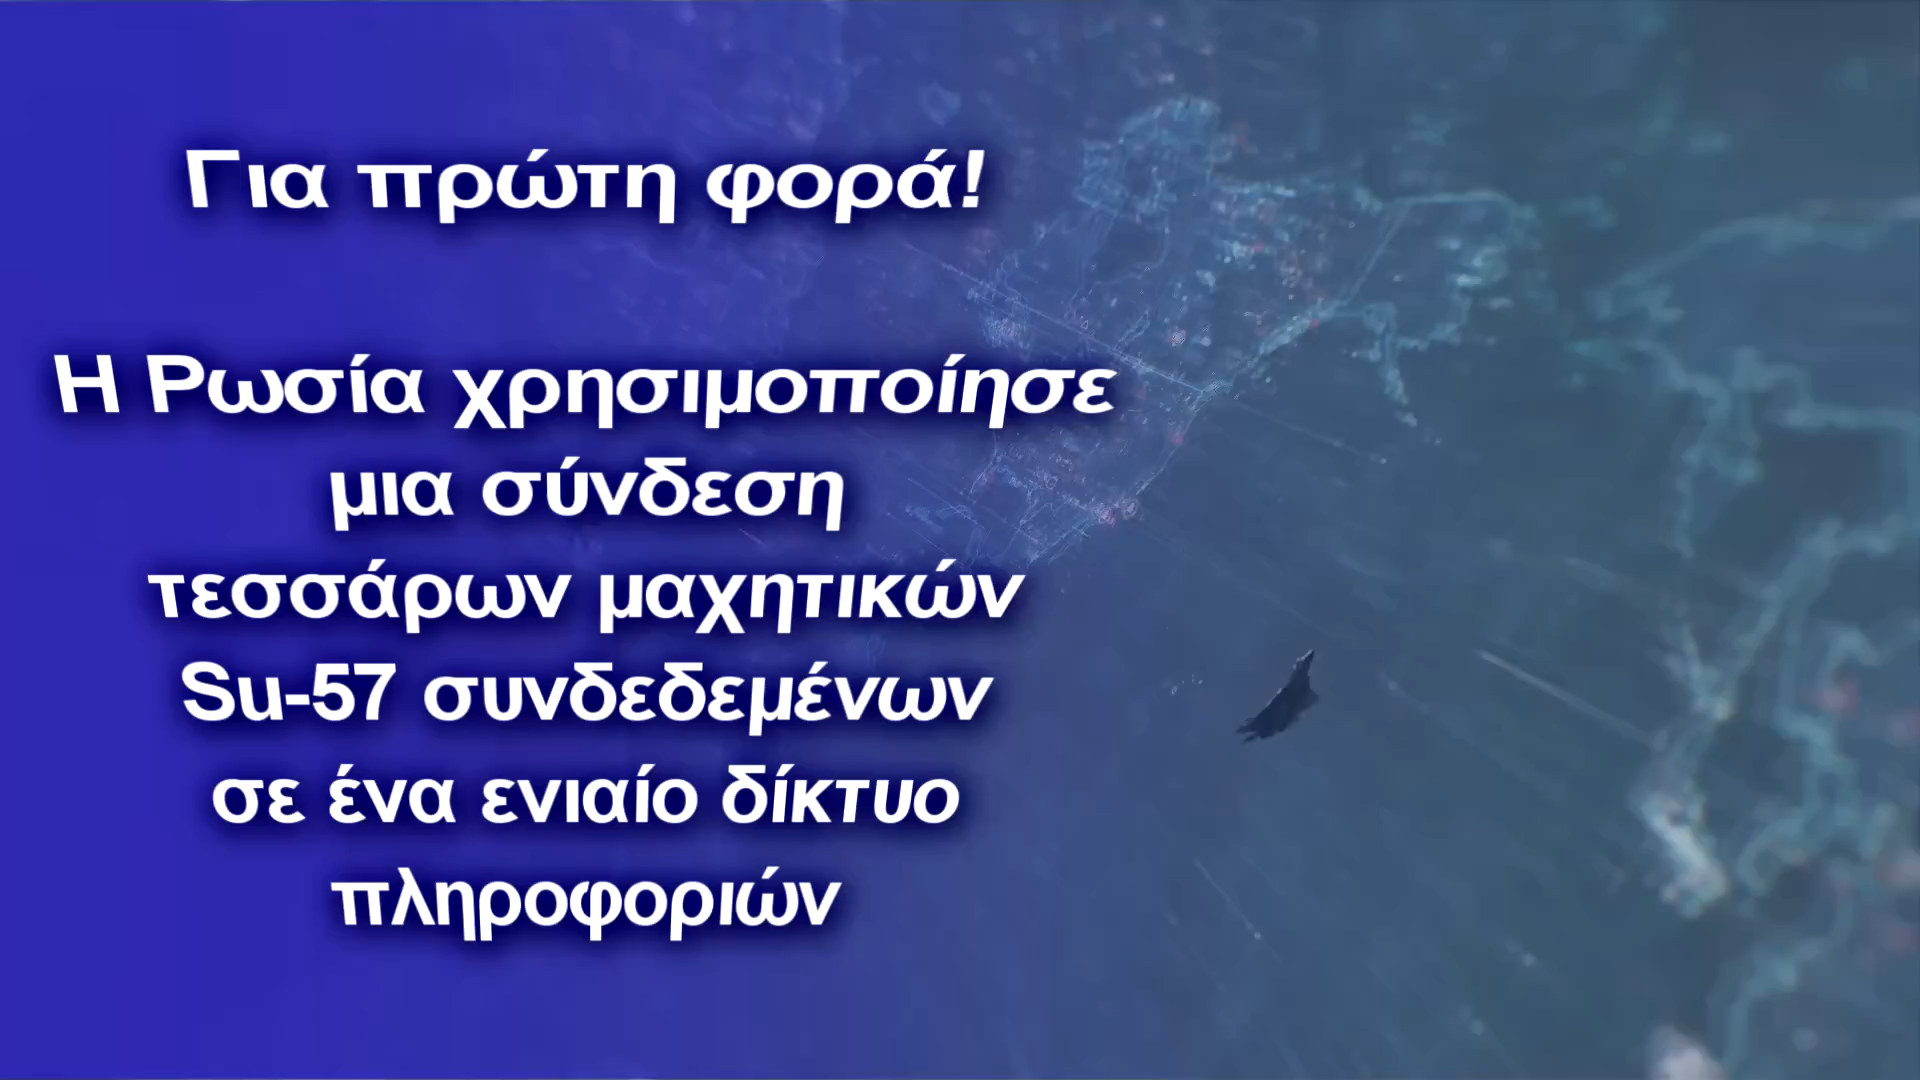 Για πρώτη φορά!
Η Ρωσία χρησιμοποίησε
μια σύνδεση
τεσσάρων μαχητικών
Su-57 συνδεδεμένων
σε ένα ενιαίο δίκτυο
πληροφοριών